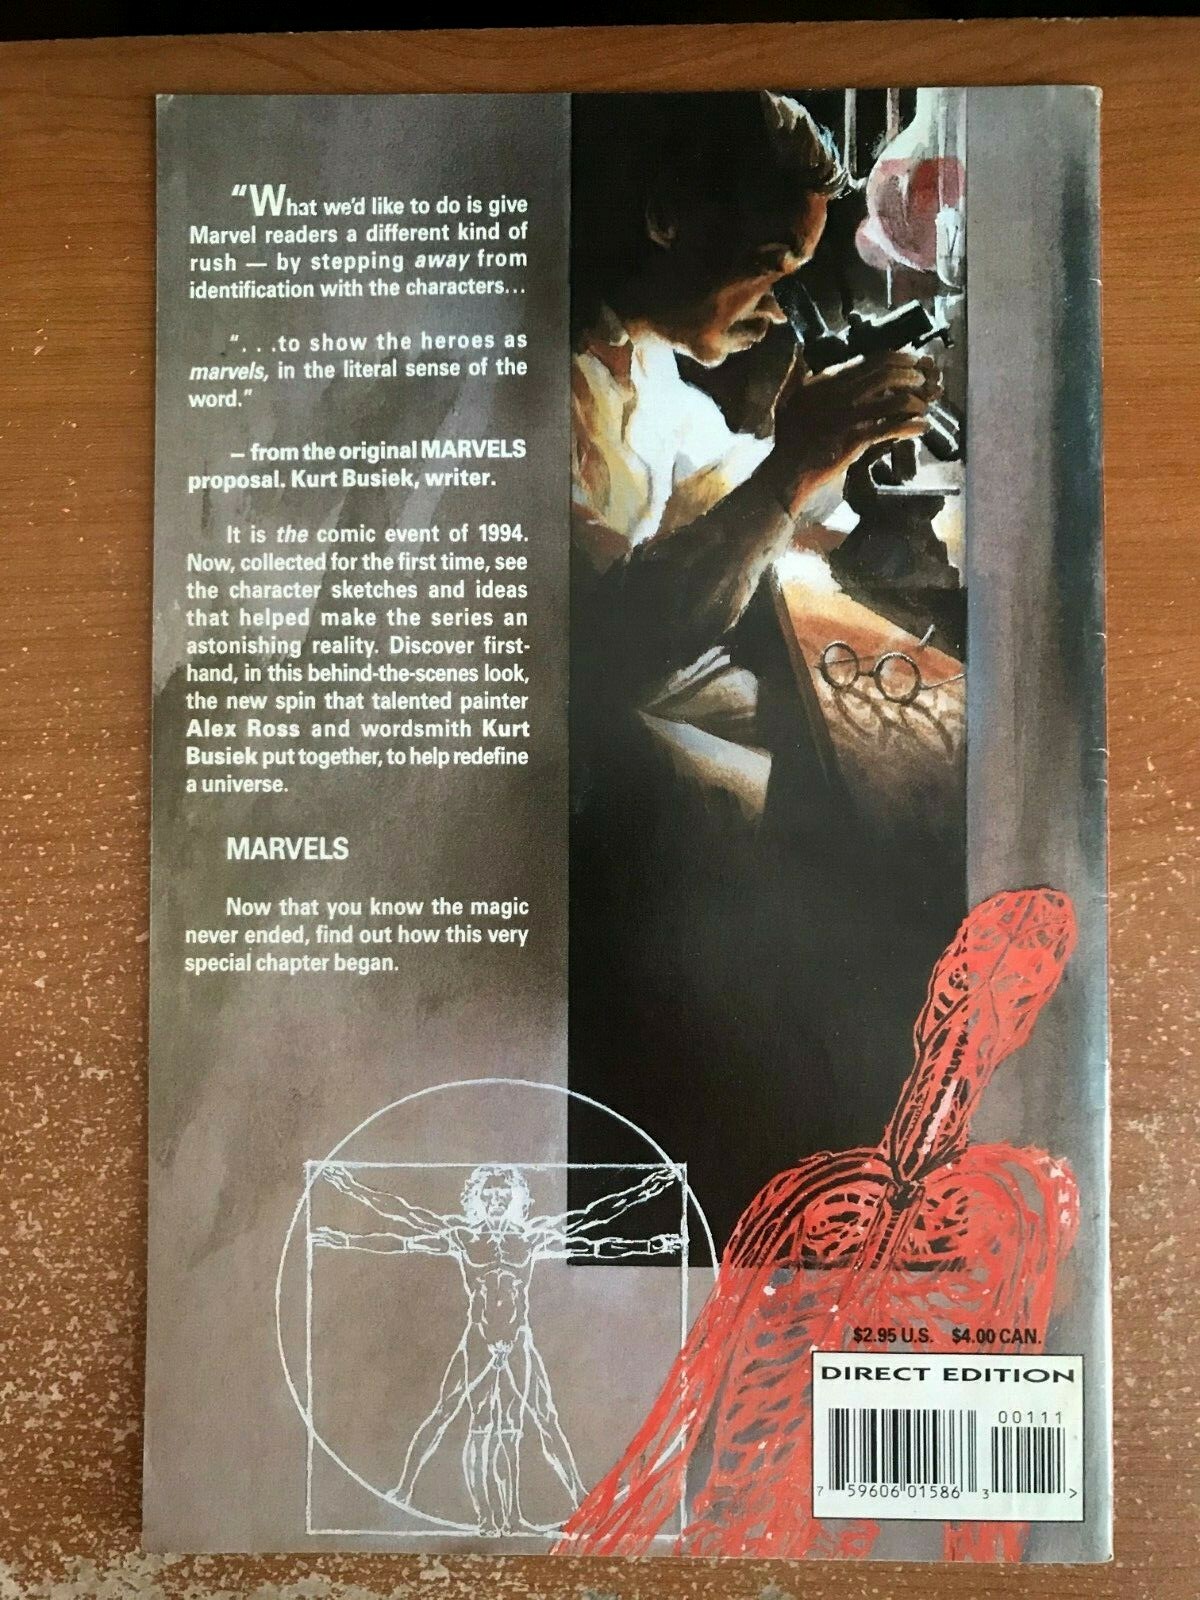 “What we’d like to do is give
Marvel readers a different kind of
rush — by stepping away from
identification with the characters...
“. . .to show the heroes as
marvels, in the literal sense of the
word.”
– from the original MARVELS
proposal. Kurt Busiek, writer.
It is the comic event of 1994.
Now, collected for the first time, see
the character sketches and ideas
that helped make the series an
astonishing reality. Discover first-
hand, in this behind-the-scenes look,
the new spin that talented painter
Alex Ross and wordsmith Kurt
Busiek put together, to help redefine
a universe.
MARVELS
Now that you know the magic
never ended, find out how this very
special chapter began.
$2.95 U.S. $4.00 CAN.
DIRECT EDITION
00111
7 59606 01586 3 >